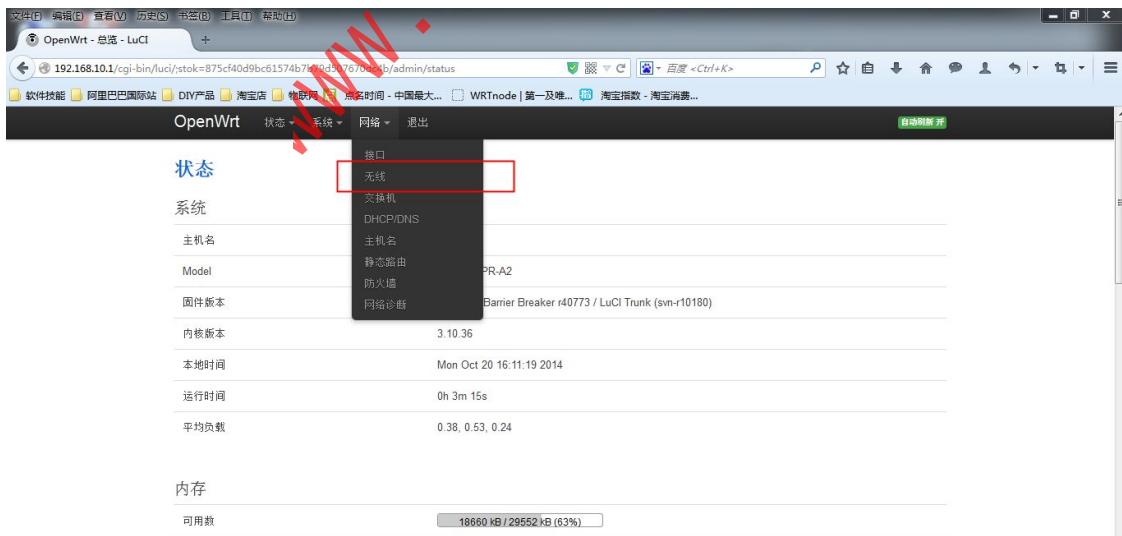 文件(F) 编辑(E) 查看(V) 历史(S) 书签(B) 工具(T) 帮助(H)
OpenWrt - 总览 - LuCI
192.168.10.1/cgi-bin/luci/;stok=875cf40d9bc61574b7b79d507670dc4b/admin/status
百度 <Ctrl+K>
软件技能 阿里巴巴国际站 DIY产品 淘宝店 物联网 点名时间 - 中国最大... WRTnode | 第一及唯... 淘宝指数 - 淘宝消费...
www.
OpenWrt 状态 系统 网络 退出 自动刷新 开
接口
无线
交换机
DHCP/DNS
主机名
静态路由
防火墙
网络诊断
状态
系统
主机名
Model PR-A2
固件版本 Barrier Breaker r40773 / LuCI Trunk (svn-r10180)
内核版本 3.10.36
本地时间 Mon Oct 20 16:11:19 2014
运行时间 0h 3m 15s
平均负载 0.38, 0.53, 0.24
内存
可用数 18660 kB / 29552 kB (63%)